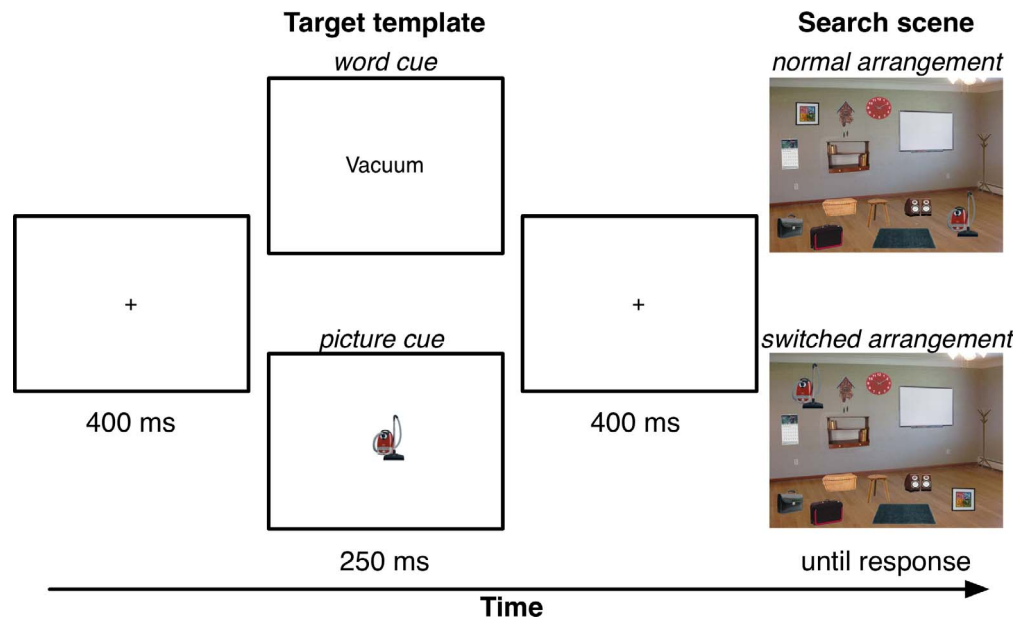 Target template
Search scene
word cue
normal arrangement
Vacuum
+
+
picture cue
switched arrangement
400 ms
400 ms
250 ms
until response
Time